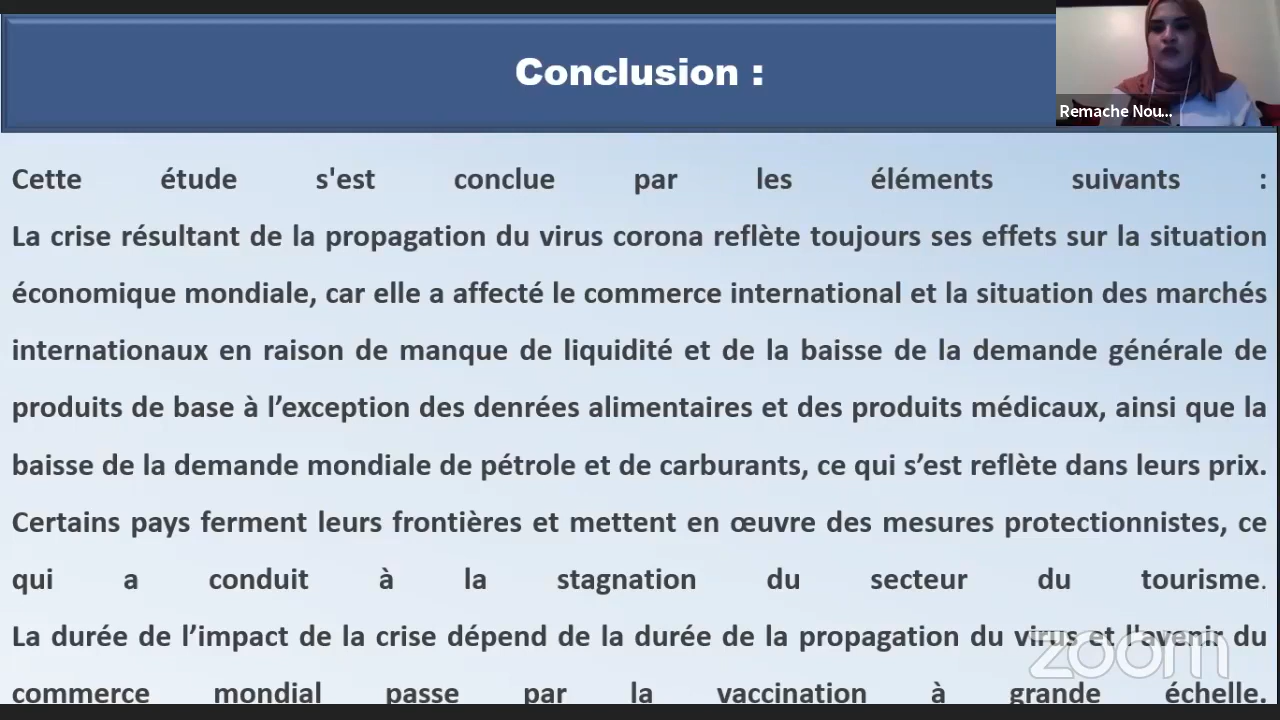 Conclusion :
Remache Nou...
Cette étude s'est conclue par les éléments suivants :
La crise résultant de la propagation du virus corona reflète toujours ses effets sur la situation
économique mondiale, car elle a affecté le commerce international et la situation des marchés
internationaux en raison de manque de liquidité et de la baisse de la demande générale de
produits de base à l’exception des denrées alimentaires et des produits médicaux, ainsi que la
baisse de la demande mondiale de pétrole et de carburants, ce qui s’est reflète dans leurs prix.
Certains pays ferment leurs frontières et mettent en œuvre des mesures protectionnistes, ce
qui a conduit à la stagnation du secteur du tourisme.
La durée de l’impact de la crise dépend de la durée de la propagation du virus et l'avenir du
commerce mondial passe par la vaccination à grande échelle.
zoom